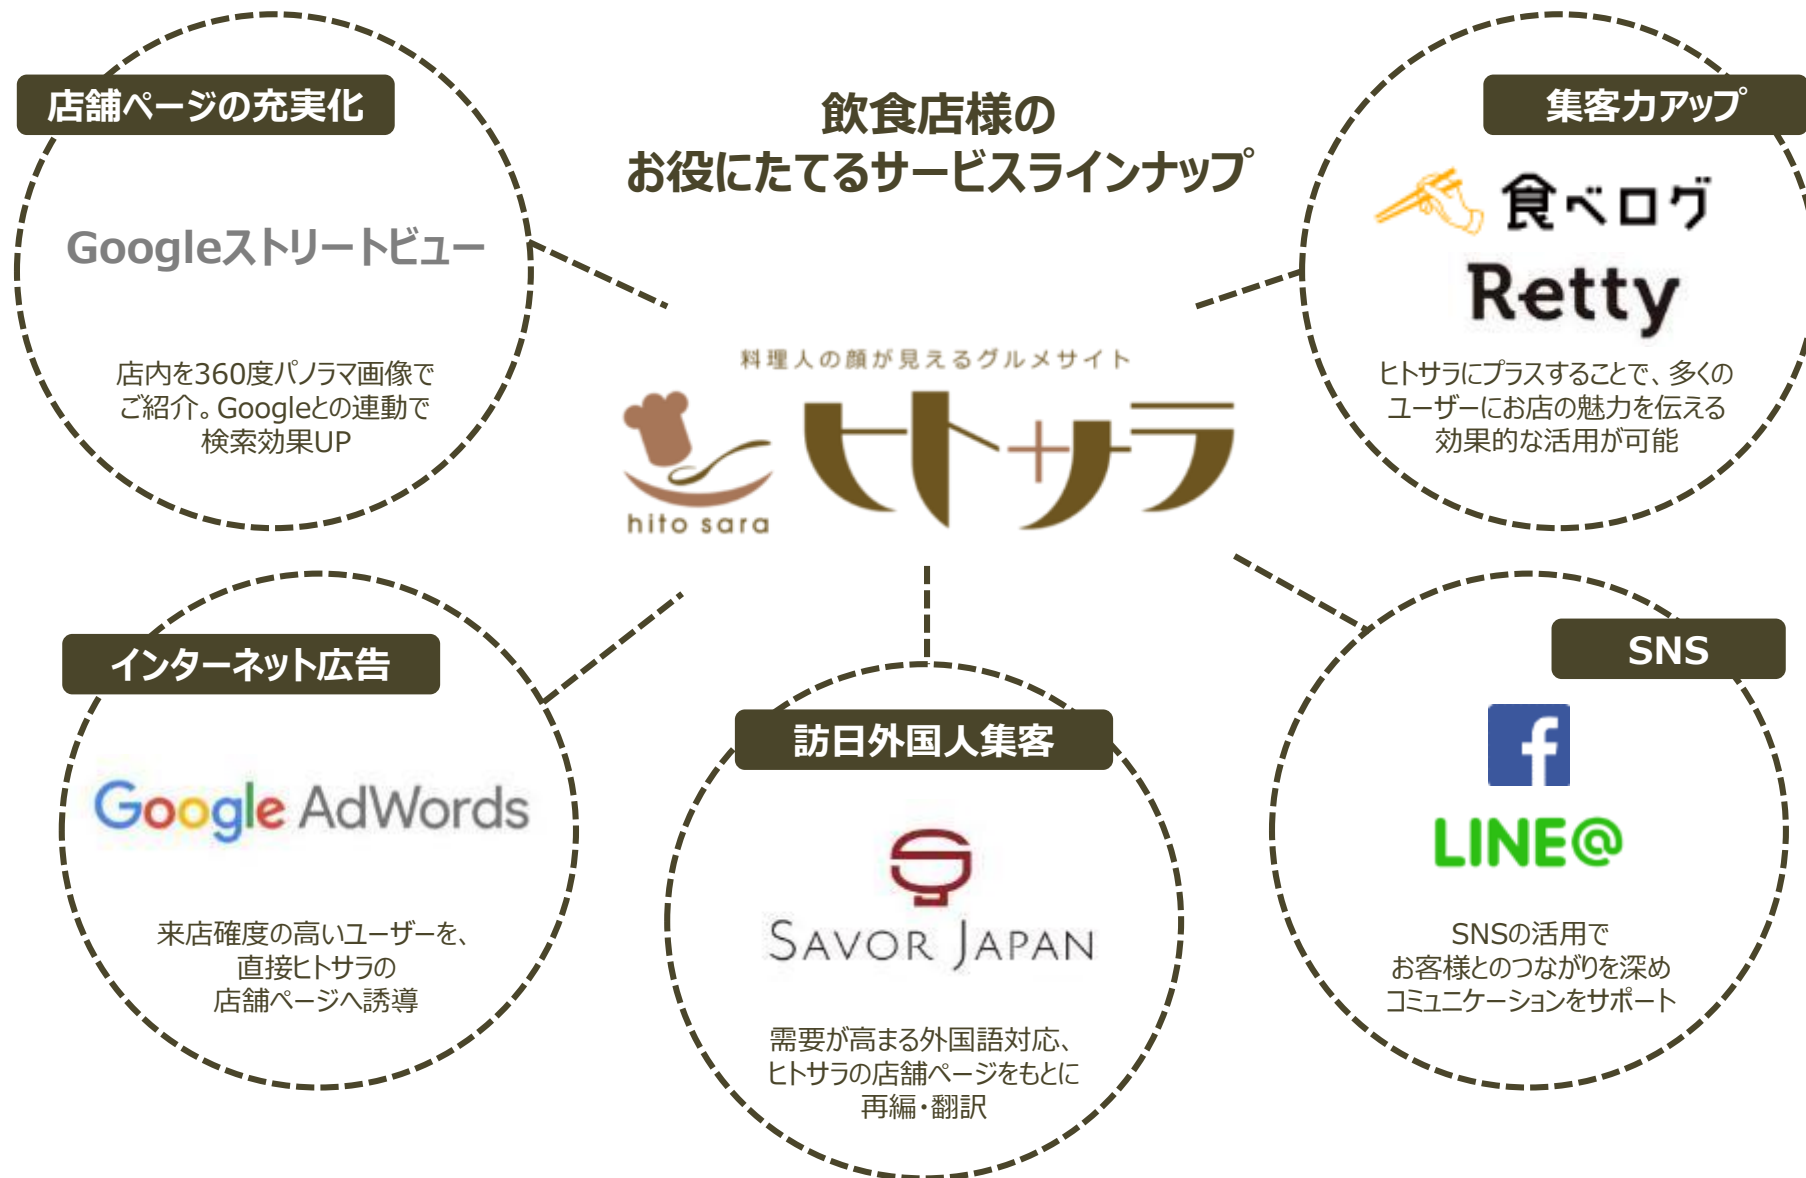 飲食店様の
お役にたてるサービスラインナップ
店舗ページの充実化
Googleストリートビュー
店内を360度パノラマ画像で
ご紹介。Googleとの連動で
検索効果UP
集客力アップ
食べログ
Retty
ヒトサラにプラスすることで、多くの
ユーザーにお店の魅力を伝える
効果的な活用が可能
料理人の顔が見えるグルメサイト
ヒトサラ
hito sara
インターネット広告
Google AdWords
来店確度の高いユーザーを、
直接ヒトサラの
店舗ページへ誘導
訪日外国人集客
SAVOR JAPAN
需要が高まる外国語対応、
ヒトサラの店舗ページをもとに
再編・翻訳
SNS
f
LINE@
SNSの活用で
お客様とのつながりを深め
コミュニケーションをサポート